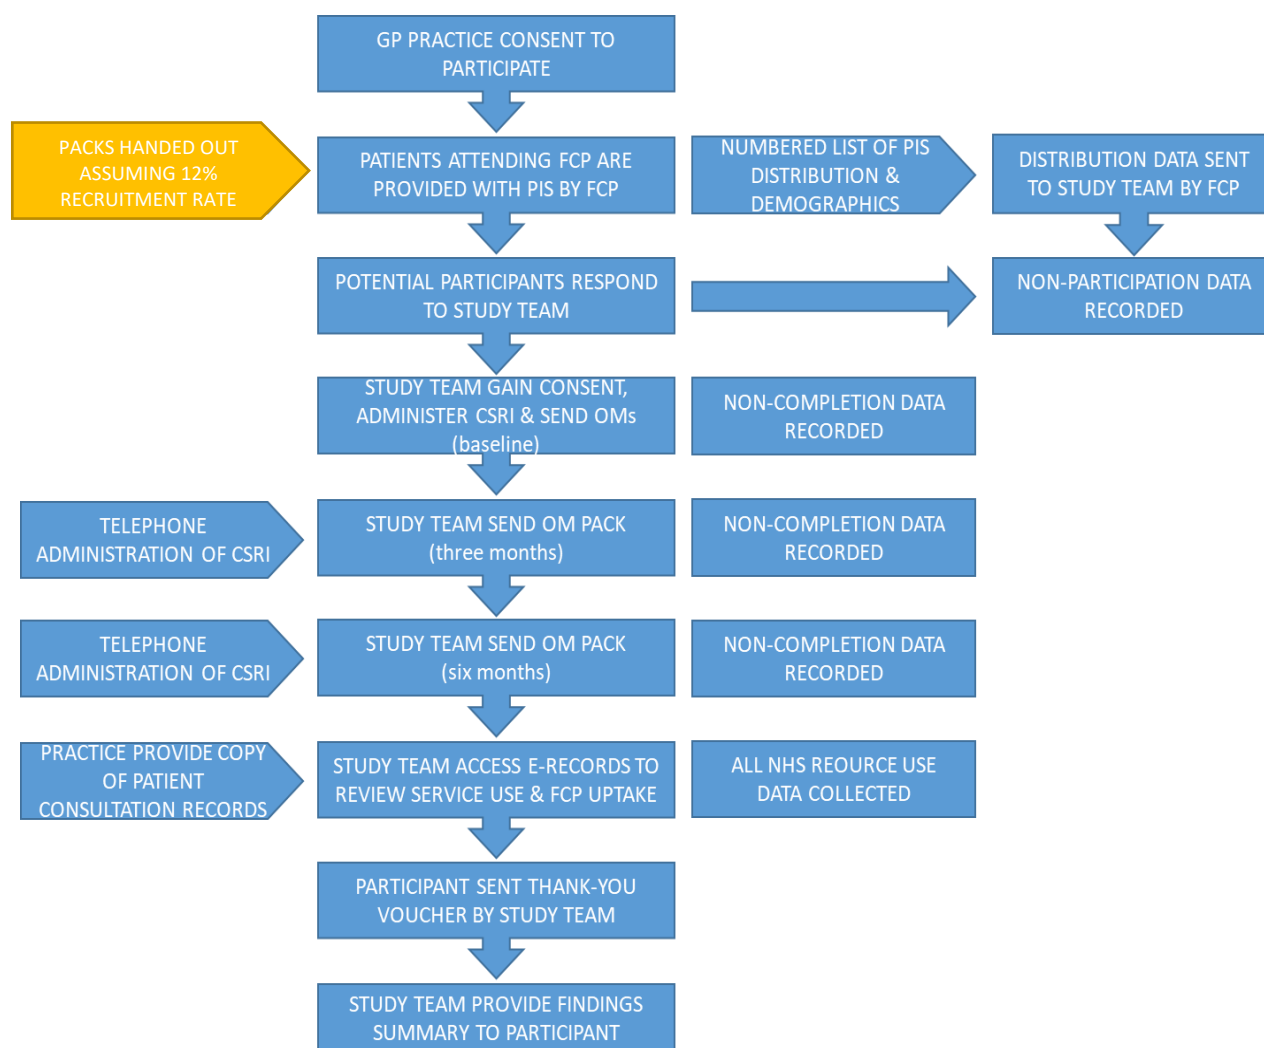 GP PRACTICE CONSENT TO
PARTICIPATE
PACKS HANDED OUT
ASSUMING 12%
RECRUITMENT RATE
PATIENTS ATTENDING FCP ARE
PROVIDED WITH PIS BY FCP
NUMBERED LIST OF PIS
DISTRIBUTION &
DEMOGRAPHICS
DISTRIBUTION DATA SENT
TO STUDY TEAM BY FCP
POTENTIAL PARTICIPANTS RESPOND
TO STUDY TEAM
NON-PARTICIPATION DATA
RECORDED
STUDY TEAM GAIN CONSENT,
ADMINISTER CSRI & SEND OMs
(baseline)
NON-COMPLETION DATA
RECORDED
TELEPHONE
ADMINISTRATION OF CSRI
STUDY TEAM SEND OM PACK
(three months)
NON-COMPLETION DATA
RECORDED
TELEPHONE
ADMINISTRATION OF CSRI
STUDY TEAM SEND OM PACK
(six months)
NON-COMPLETION DATA
RECORDED
PRACTICE PROVIDE COPY
OF PATIENT
CONSULTATION RECORDS
STUDY TEAM ACCESS E-RECORDS TO
REVIEW SERVICE USE & FCP UPTAKE
ALL NHS REOURCE USE
DATA COLLECTED
PARTICIPANT SENT THANK-YOU
VOUCHER BY STUDY TEAM
STUDY TEAM PROVIDE FINDINGS
SUMMARY TO PARTICIPANT